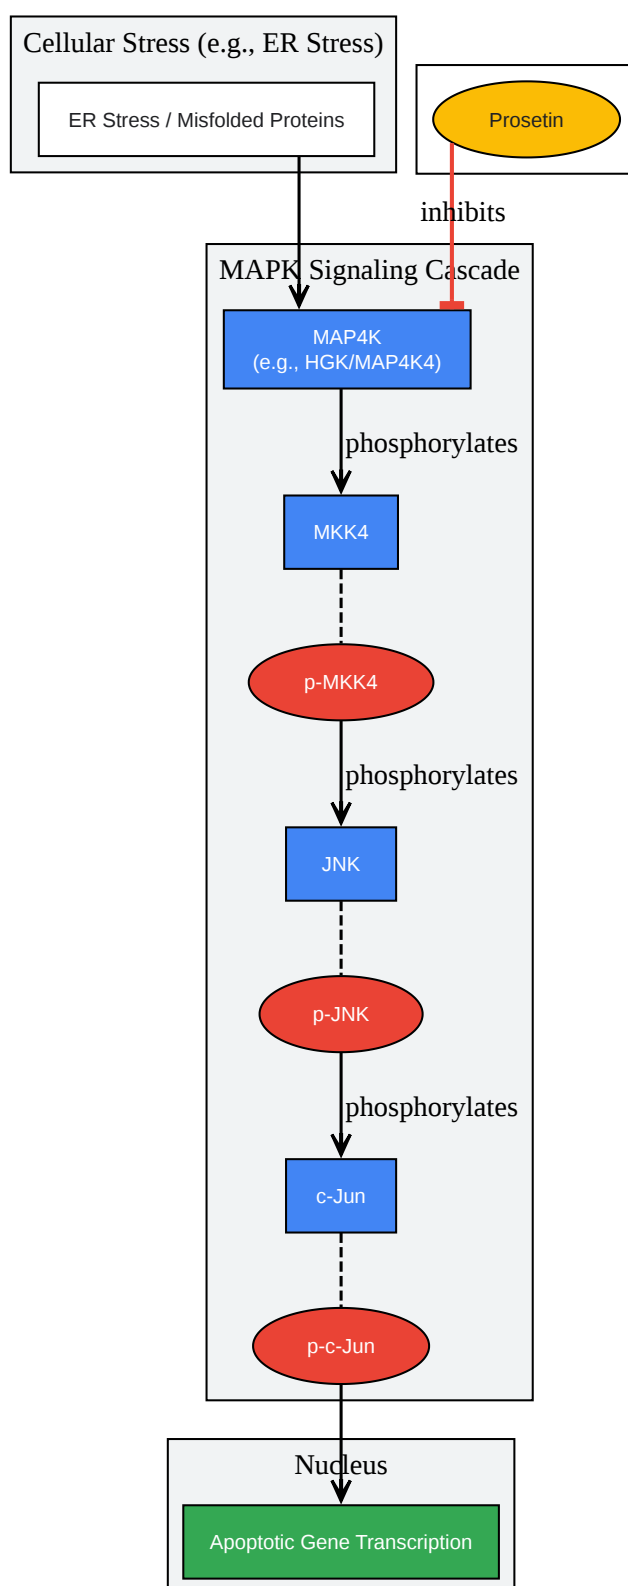 Cellular Stress (e.g., ER Stress)
ER Stress / Misfolded Proteins
Prosetin
inhibits
MAPK Signaling Cascade
MAP4K
(e.g., HGK/MAP4K4)
phosphorylates
MKK4
p-MKK4
phosphorylates
JNK
p-JNK
phosphorylates
c-Jun
p-c-Jun
Nucleus
Apoptotic Gene Transcription